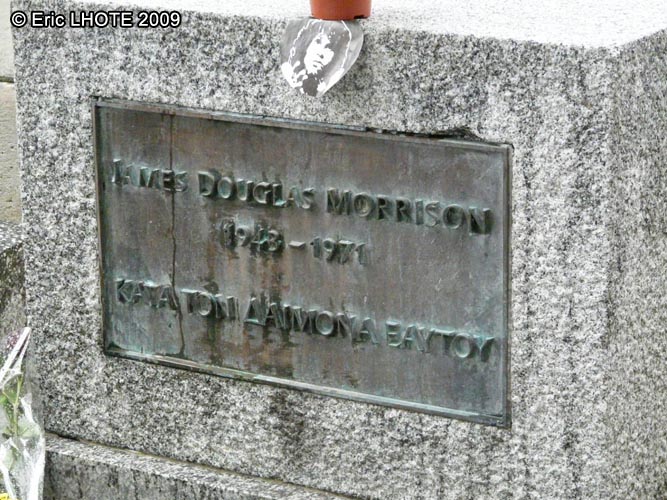 © Eric LHOTE 2009
JAMES DOUGLAS MORRISON
1943 – 1971
ΚΑΤΑ ΤΟΝ ΔΑΙΜΟΝΑ ΕΑΥΤΟΥ